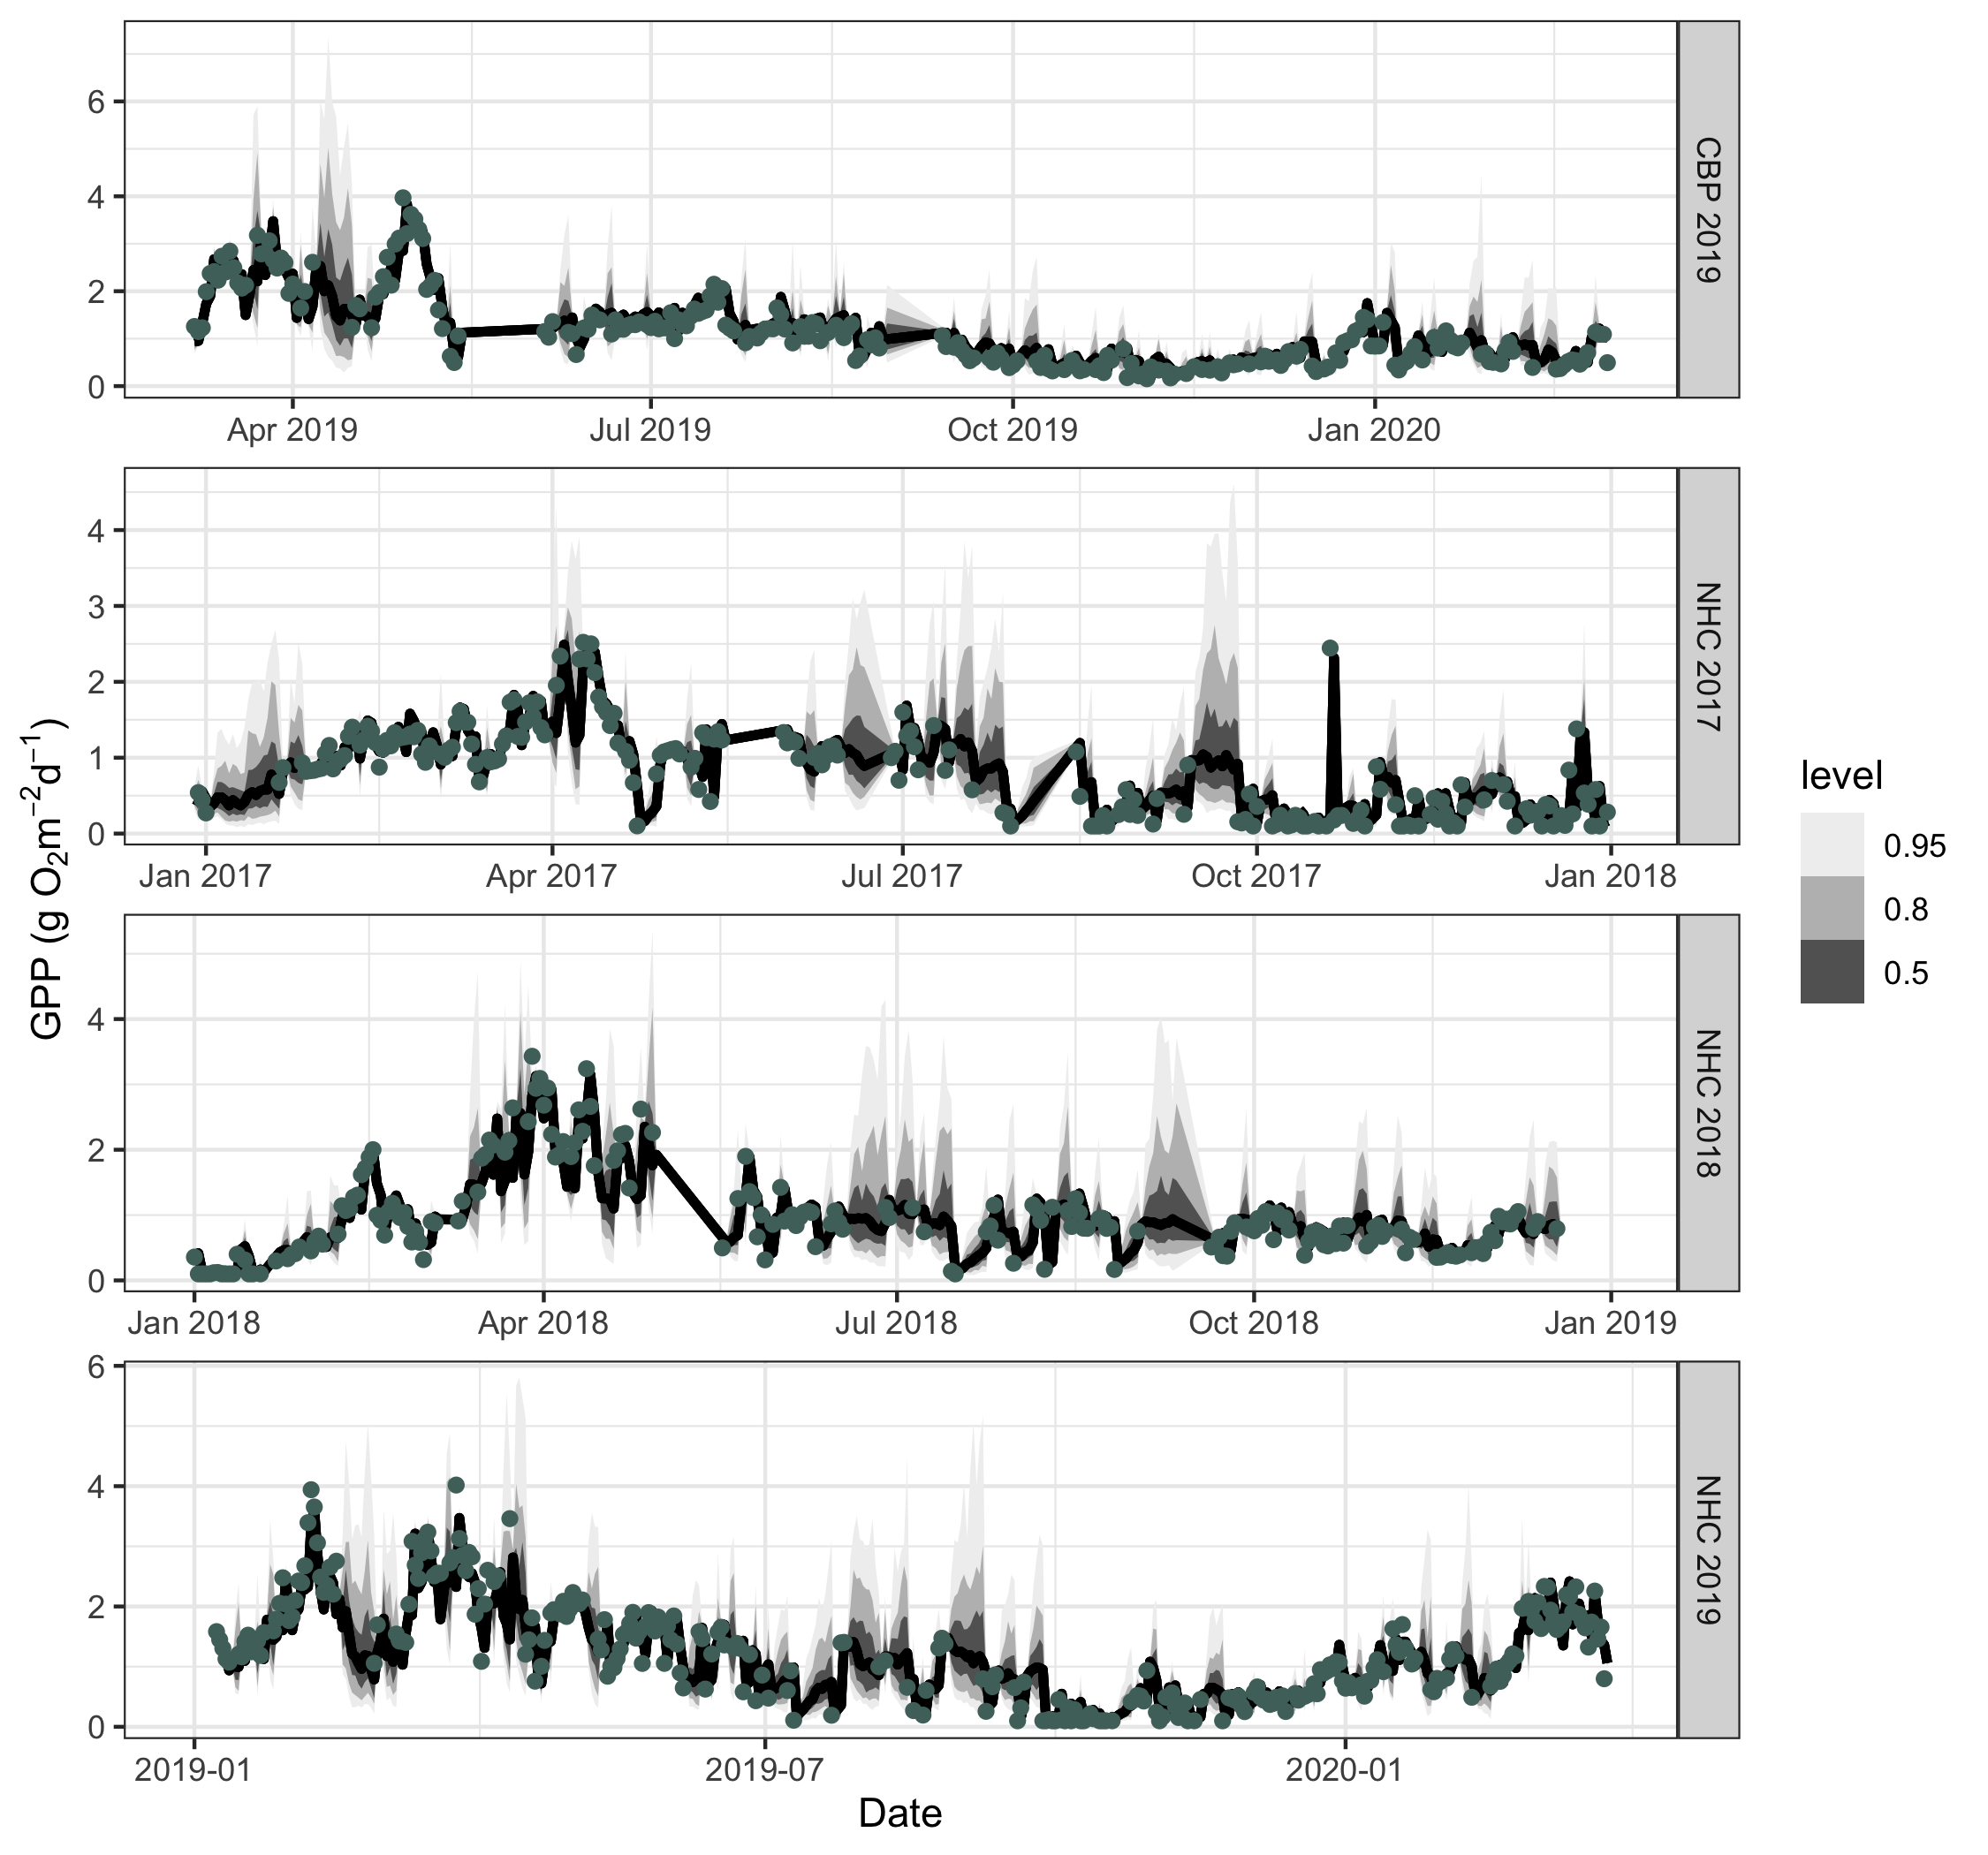 6
4
2
0
Apr 2019 Jul 2019 Oct 2019 Jan 2020
CBP 2019
4
3
2
1
0
Jan 2017 Apr 2017 Jul 2017 Oct 2017 Jan 2018
NHC 2017
4
2
0
Jan 2018 Apr 2018 Jul 2018 Oct 2018 Jan 2019
NHC 2018
6
4
2
0
2019-01 2019-07 2020-01
NHC 2019
Date
GPP (g O₂m⁻²d⁻¹)
level
0.95
0.8
0.5